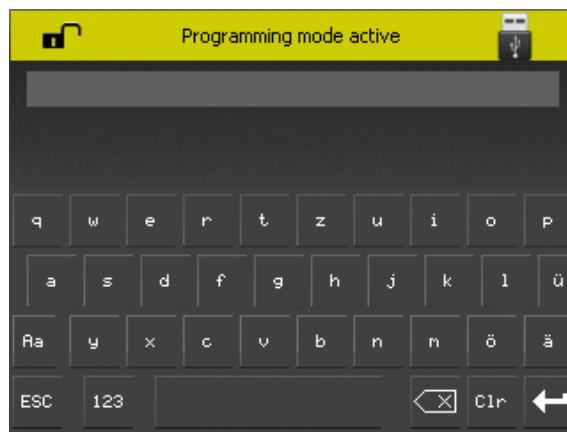 Programming mode active
q w e r t z u i o p
a s d f g h j k l ü
Aa y x c v b n m ö ä
ESC 123 Clr